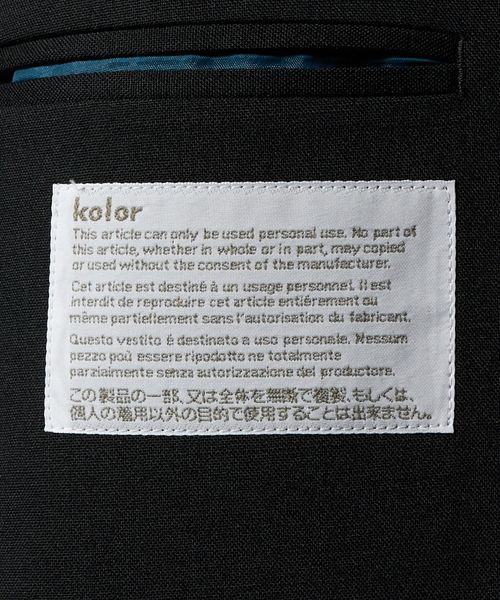 kolor
This article can only be used personal use. No part of
this article, whether in whole or in part, may copied
or used without the consent of the manufacturer.
Cet article est destiné à un usage personnel. Il est
interdit de reproduire cet article entiérement ou
même partiellement sans l'autorisation du fabricant.
Questo vestito é destinato a uso personale. Nessum
pezzo poù essere ripodotto ne totalmente
parzialmente senza autorizzazione del productore.
この製品の一部、又は全体を無断で複製、もしくは、
個人の着用以外の目的で使用することは出来ません。